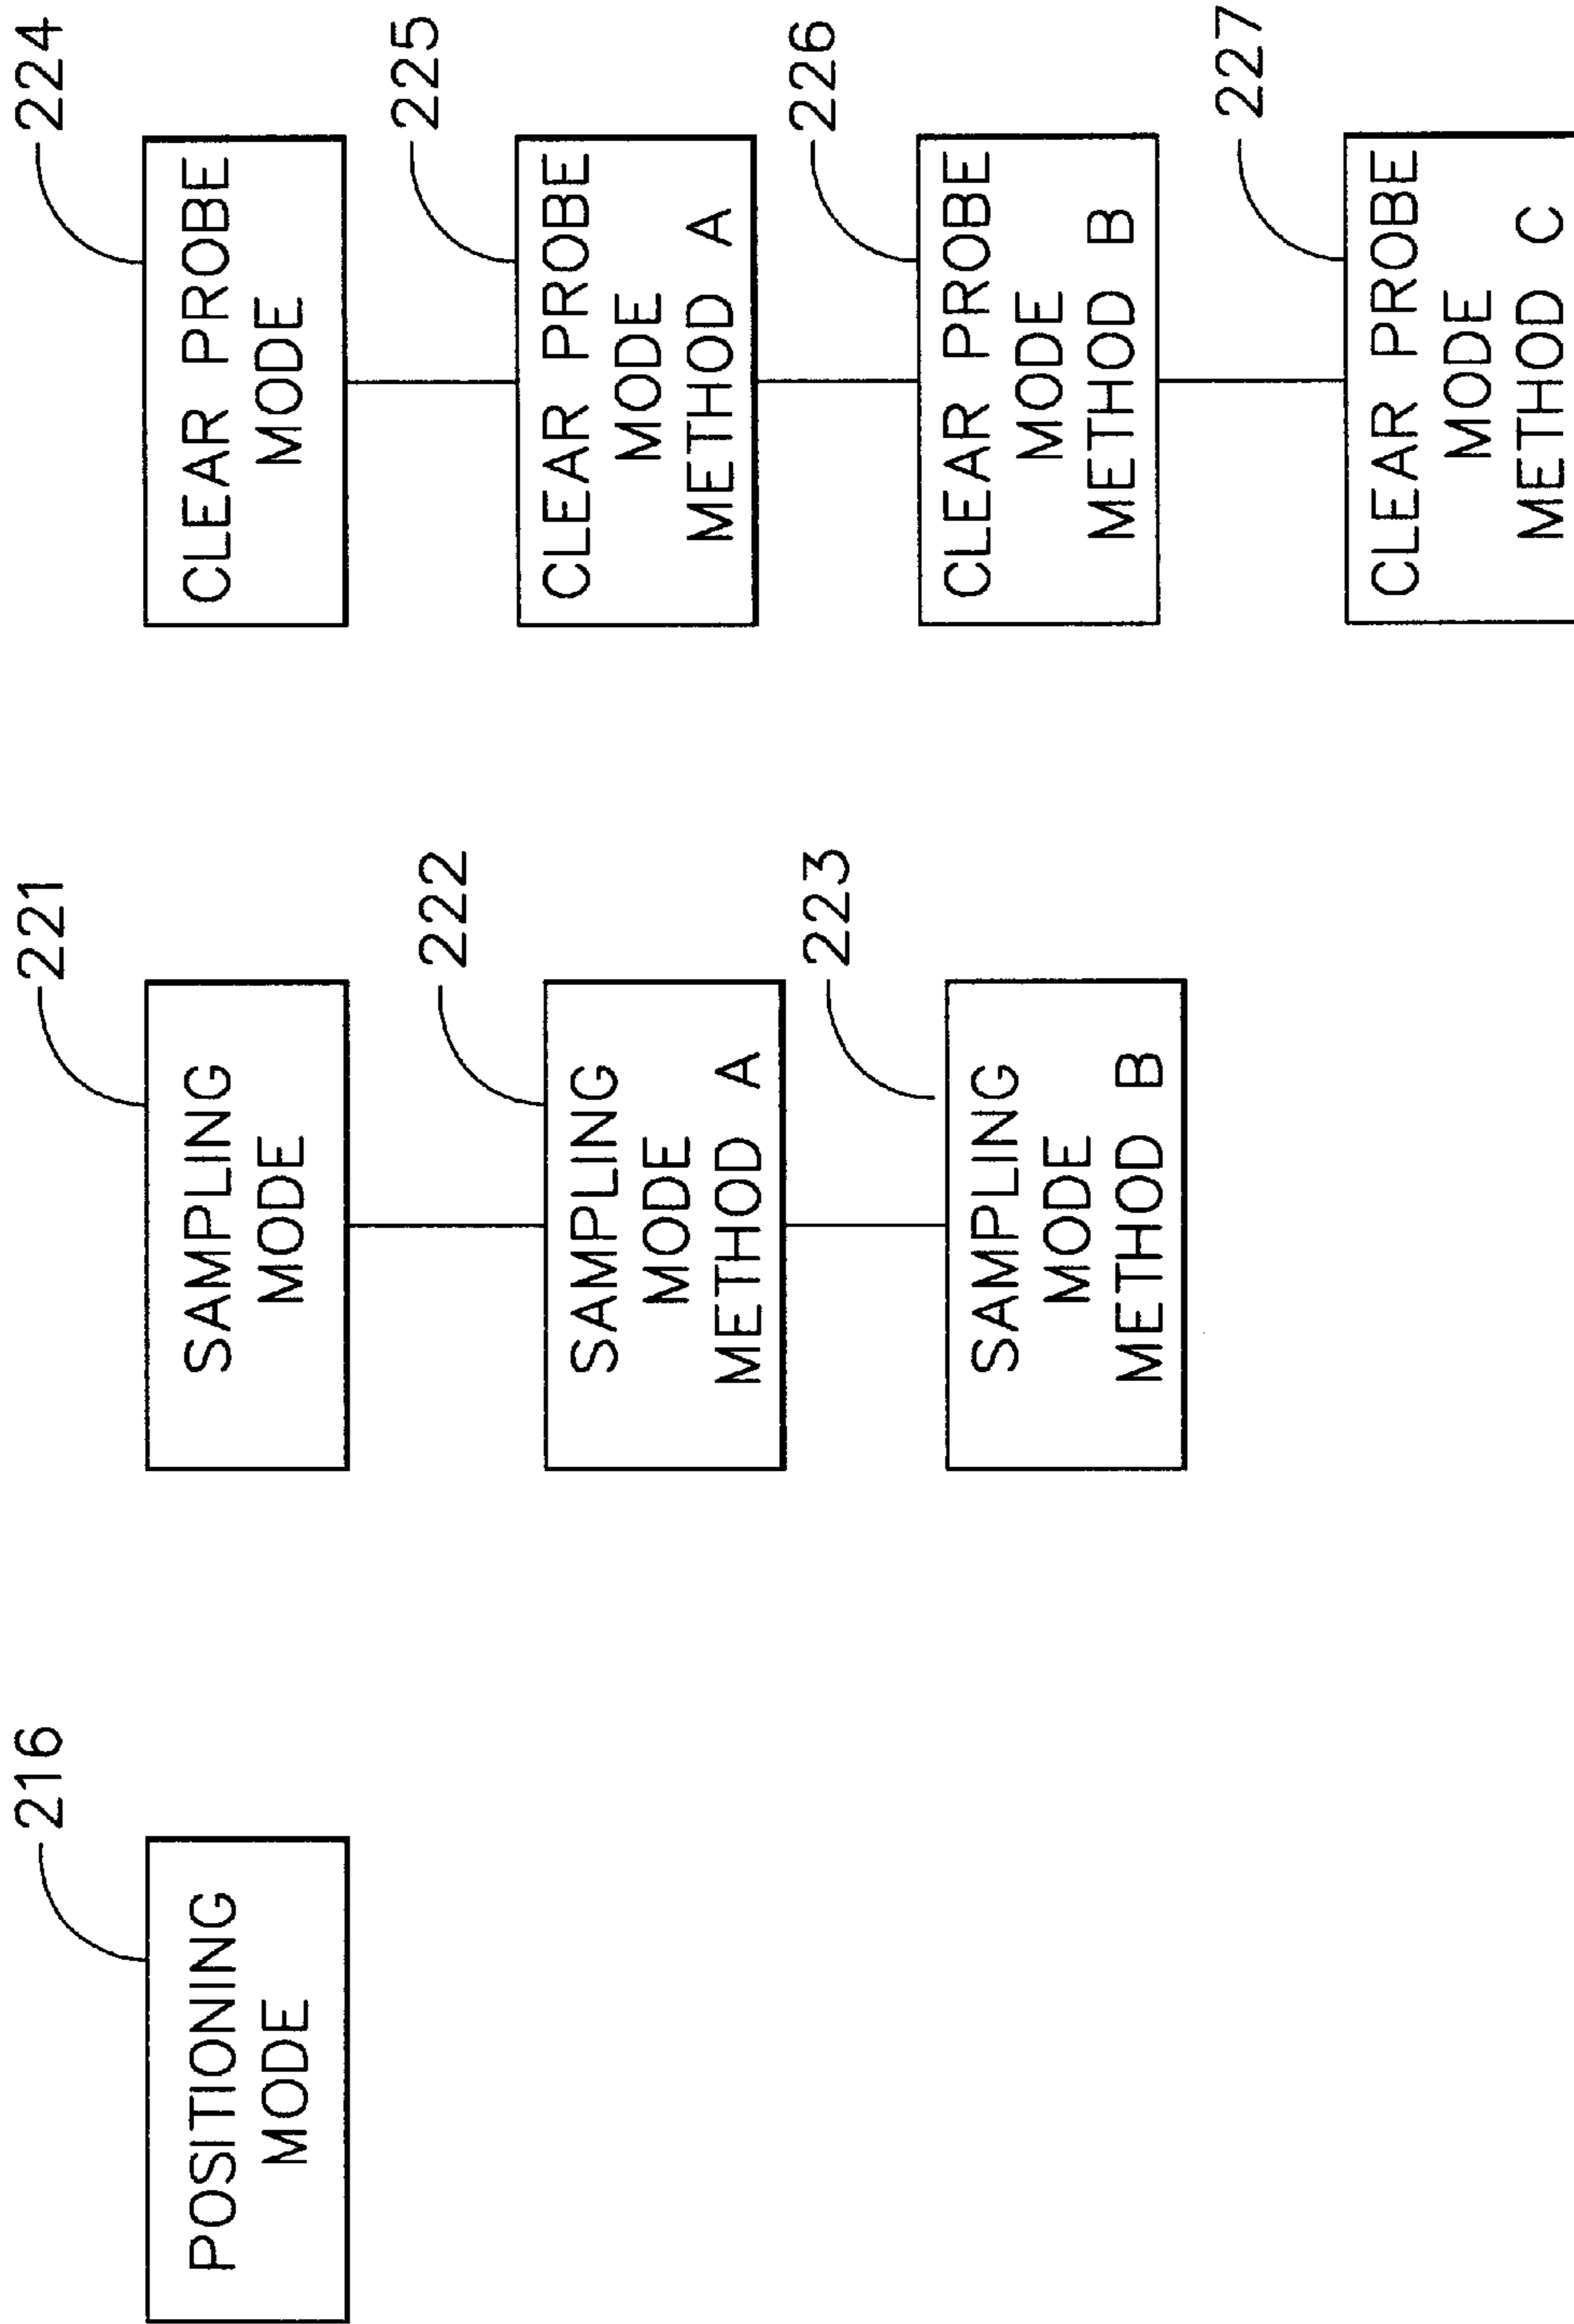 216
POSITIONING
MODE
221
SAMPLING
MODE
222
SAMPLING
MODE
METHOD A
223
SAMPLING
MODE
METHOD B
224
CLEAR PROBE
MODE
225
CLEAR PROBE
MODE
METHOD A
226
CLEAR PROBE
MODE
METHOD B
227
CLEAR PROBE
MODE
METHOD C